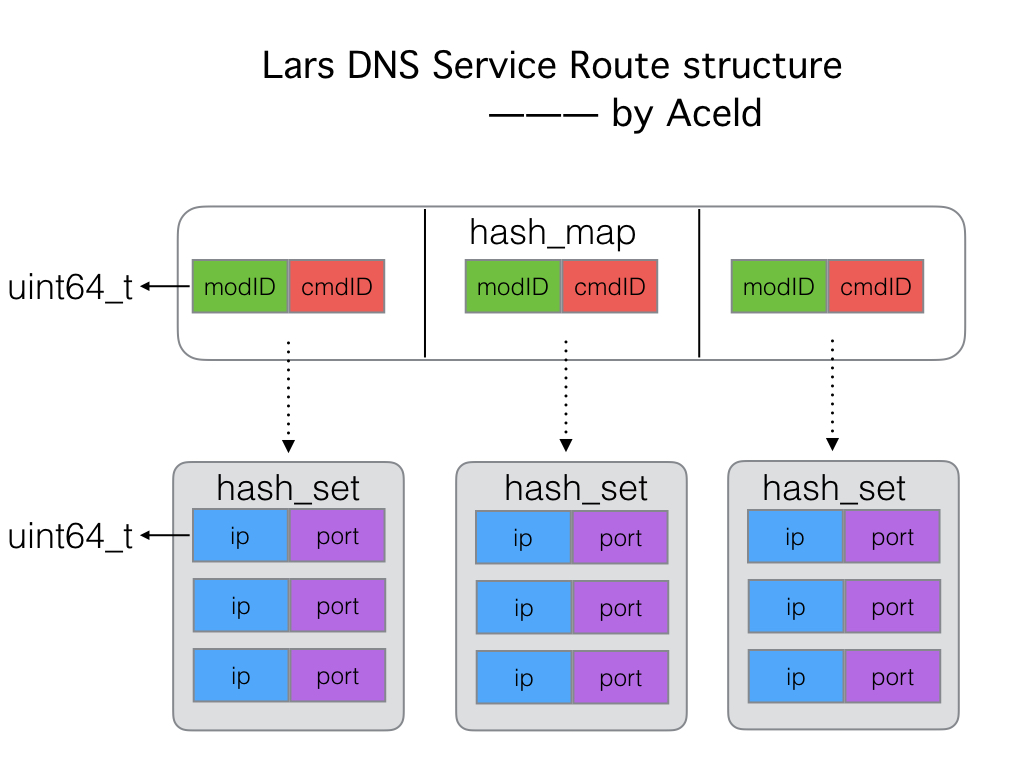 Lars DNS Service Route structure
——— by Aceld
hash_map
uint64_t
modID cmdID
modID cmdID
modID cmdID
hash_set
hash_set
hash_set
uint64_t
ip port
ip port
ip port
ip port
ip port
ip port
ip port
ip port
ip port